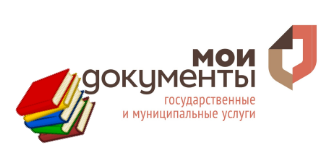 мои
документы
государственные
и муниципальные услуги